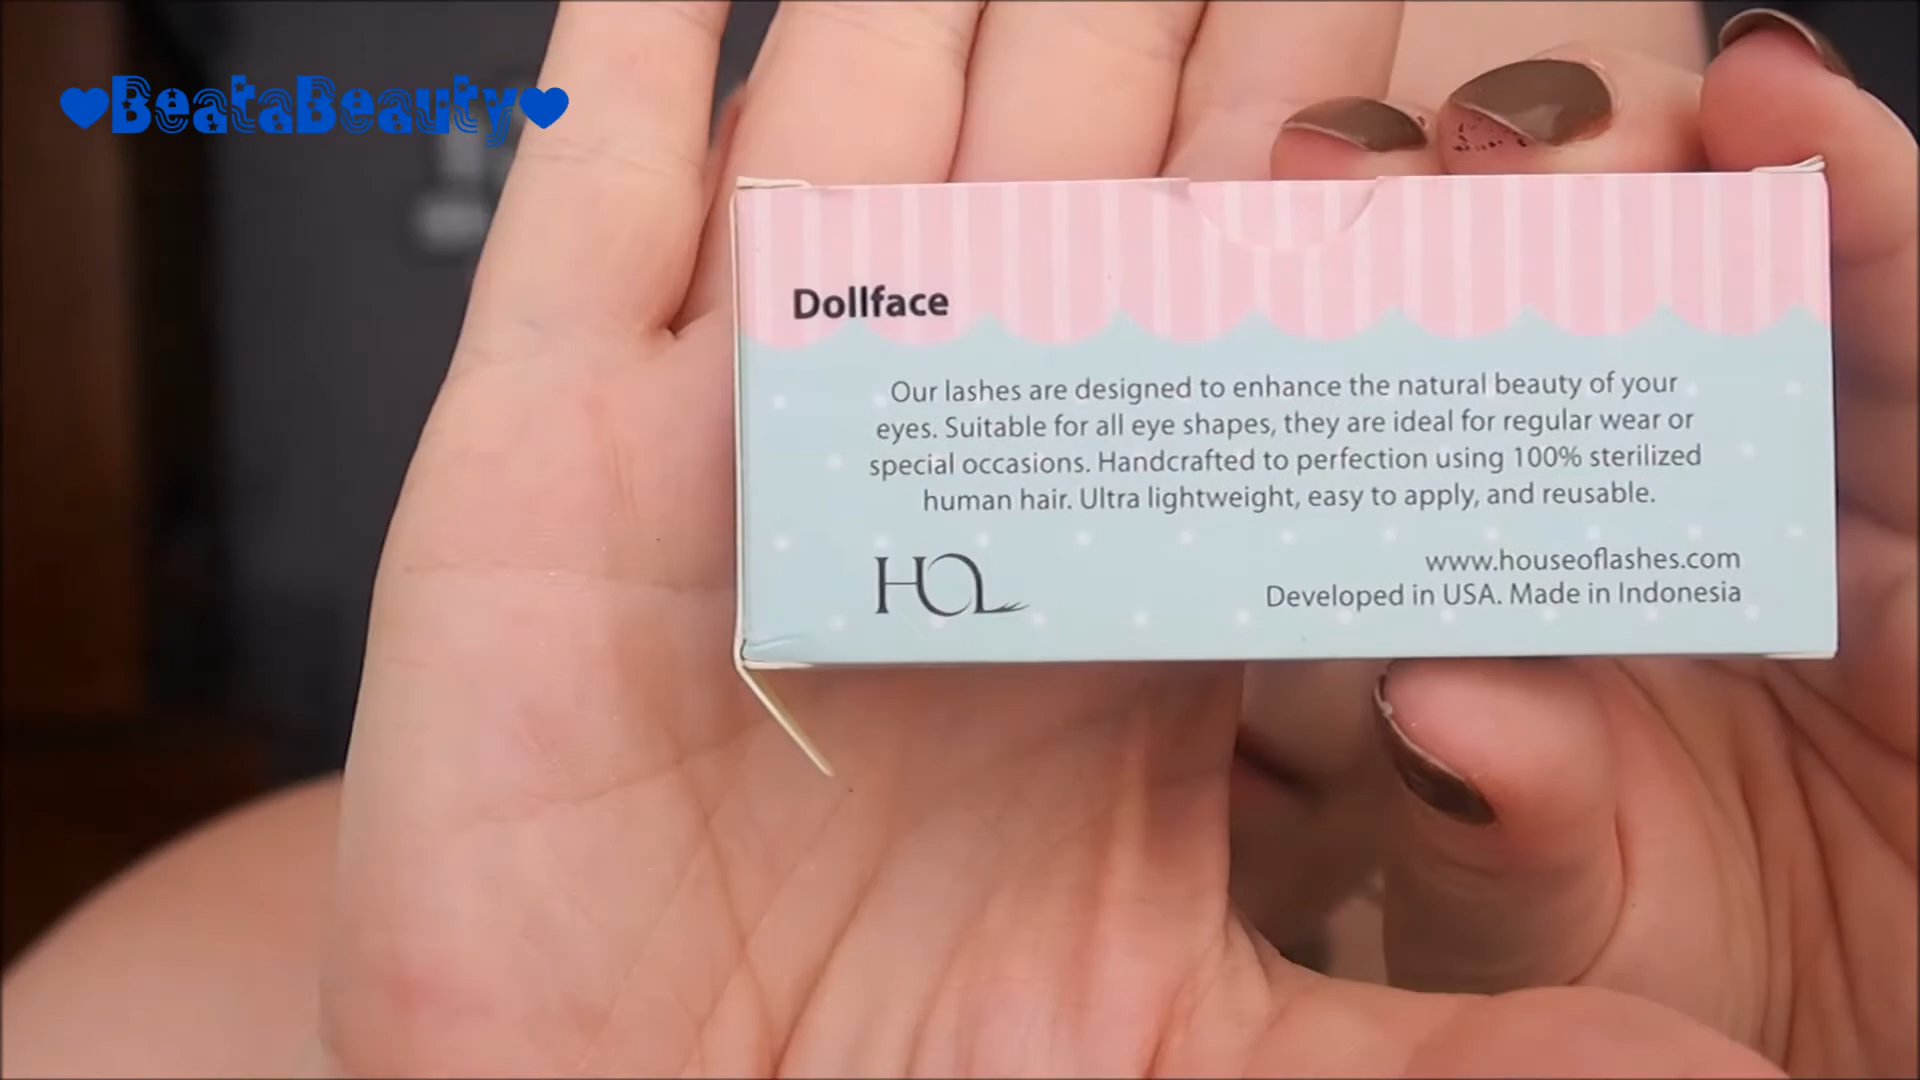 ♥BeataBeauty♥
Dollface
Our lashes are designed to enhance the natural beauty of your
eyes. Suitable for all eye shapes, they are ideal for regular wear or
special occasions. Handcrafted to perfection using 100% sterilized
human hair. Ultra lightweight, easy to apply, and reusable.
HOL
www.houseoflashes.com
Developed in USA. Made in Indonesia